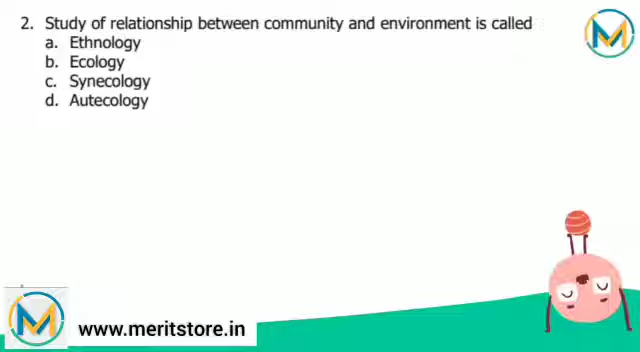 2. Study of relationship between community and environment is called
a. Ethnology
b. Ecology
c. Synecology
d. Autecology
www.meritstore.in